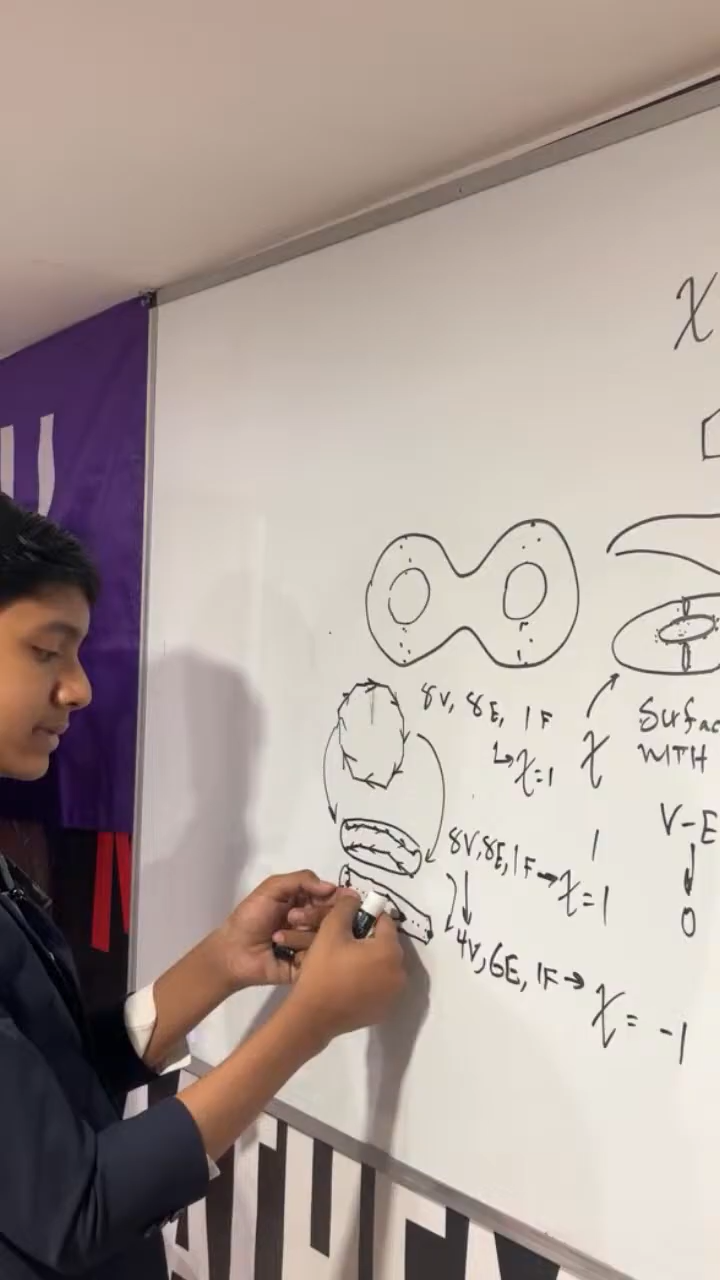 χ
8V, 8E, 1F
↳χ=1
χ
Surfac
WITH
V-E
↓
0
1
8V,8E,1F→χ=1
4V,6E,1F→χ=-1